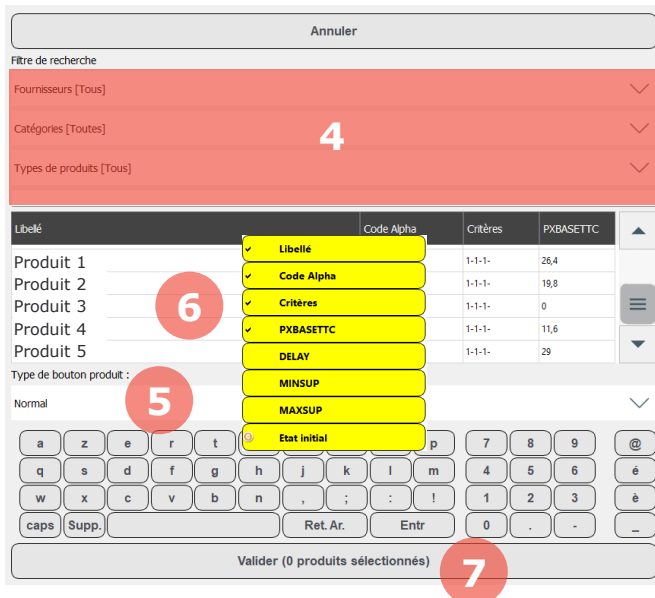 Annuler
Filtre de recherche
Fournisseurs [Tous]
Catégories [Toutes]
4
Types de produits [Tous]
Libellé Code Alpha Critères PXBASETTC
Produit 1 1-1-1- 26,4
Produit 2 1-1-1- 19,8
Produit 3 1-1-1- 0
Produit 4 1-1-1- 11,6
Produit 5 1-1-1- 29
6
Libellé
Code Alpha
Critères
PXBASETTC
DELAY
MINSUP
MAXSUP
Etat initial
Type de bouton produit :
Normal
5
a z e r t p 7 8 9 @
q s d f g h j k l m 4 5 6 é
w x c v b n , ; : ! 1 2 3 è
caps Supp. Ret. Ar. Entr 0 . - _
Valider (0 produits sélectionnés)
7